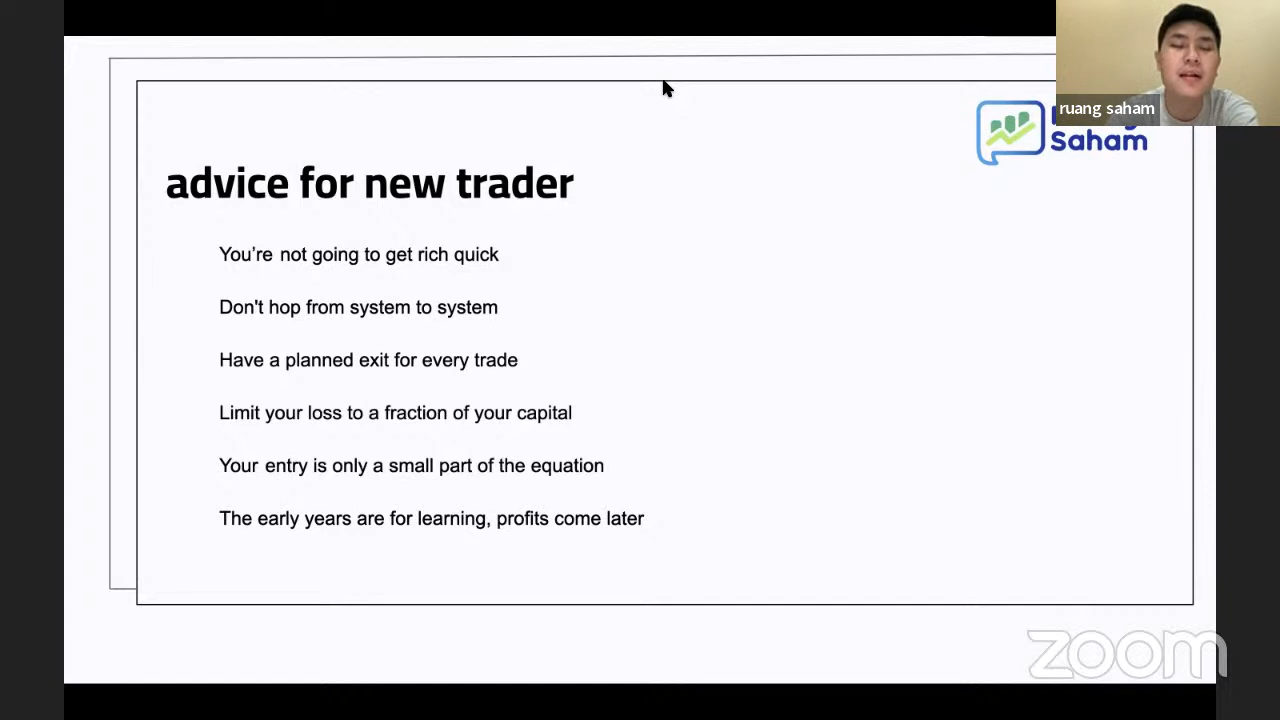 ruang saham
Saham
advice for new trader
You're not going to get rich quick
Don't hop from system to system
Have a planned exit for every trade
Limit your loss to a fraction of your capital
Your entry is only a small part of the equation
The early years are for learning, profits come later
zoom